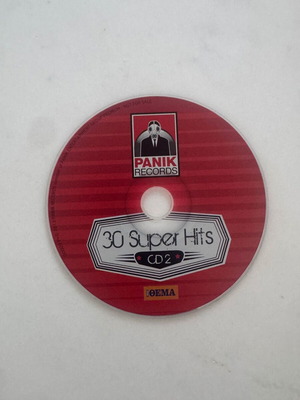 PANIK
RECORDS
30 Super Hits
CD 2
ΘΕΜΑ